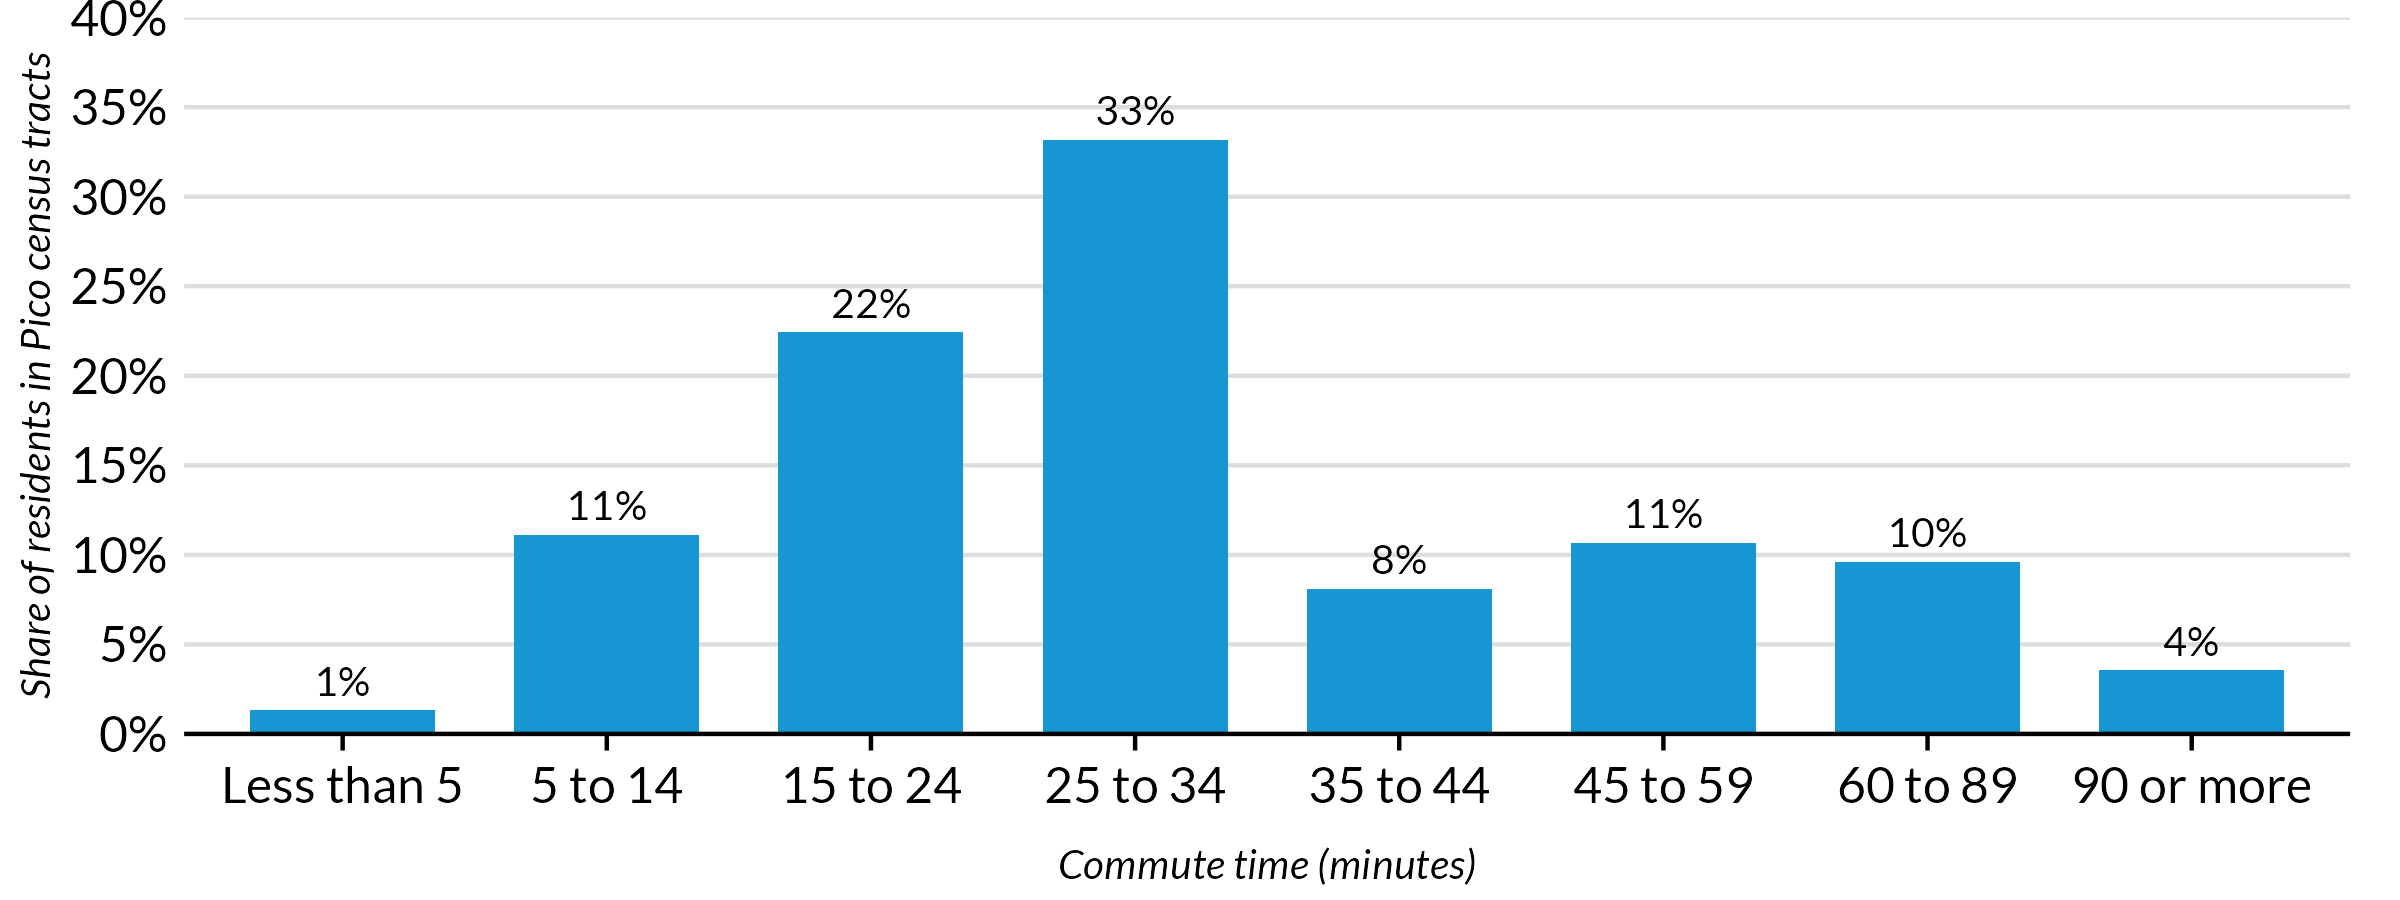 Share of residents in Pico census tracts
40%
35%
30%
25%
20%
15%
10%
5%
0%
1%
11%
22%
33%
8%
11%
10%
4%
Less than 5
5 to 14
15 to 24
25 to 34
35 to 44
45 to 59
60 to 89
90 or more
Commute time (minutes)